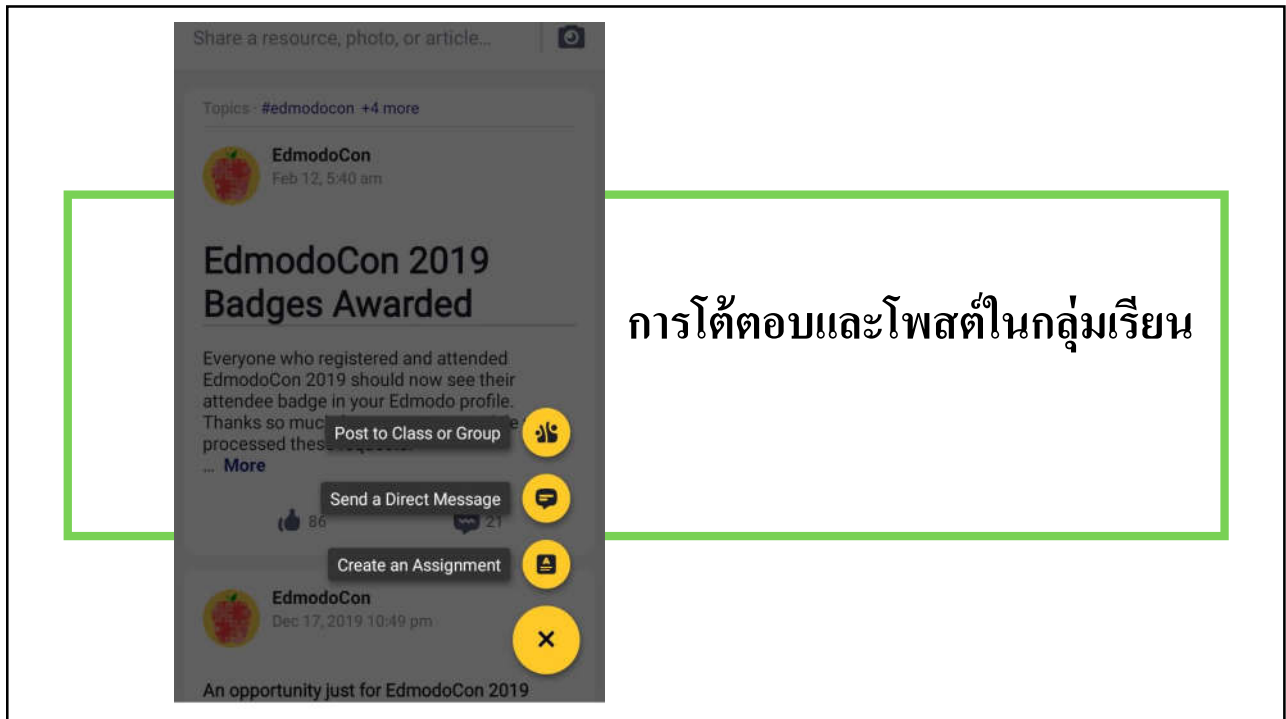 Share a resource, photo, or article...
Topics · #edmodocon +4 more
EdmodoCon
Feb 12, 5:40 am
EdmodoCon 2019
Badges Awarded
Everyone who registered and attended
EdmodoCon 2019 should now see their
attendee badge in your Edmodo profile.
Thanks so much
processed these
... More
86
21
Post to Class or Group
Send a Direct Message
Create an Assignment
EdmodoCon
Dec 17, 2019 10:49 pm
An opportunity just for EdmodoCon 2019
การโต้ตอบและโพสต์ในกลุ่มเรียน